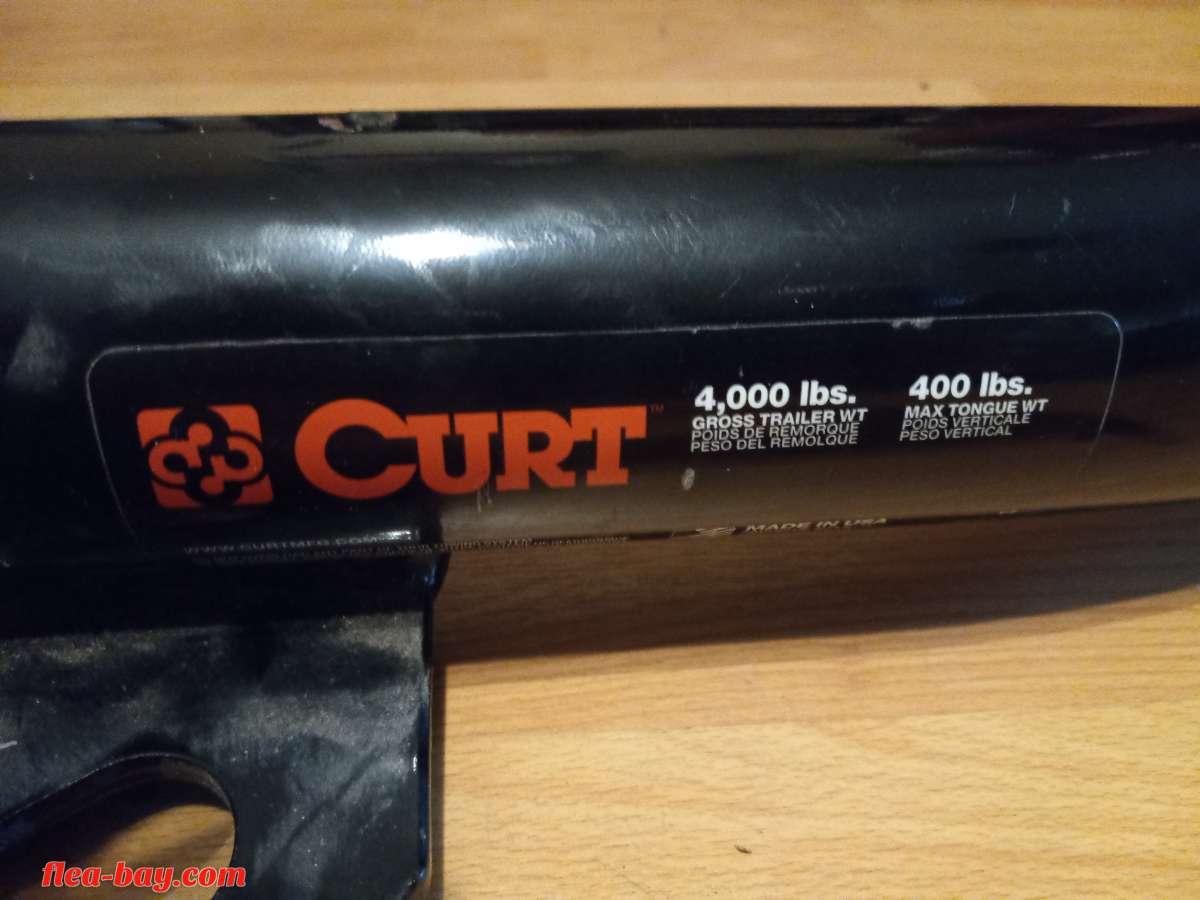 CURT™
4,000 lbs.
GROSS TRAILER WT
POIDS DE REMORQUE
PESO DEL REMOLQUE
400 lbs.
MAX TONGUE WT
POIDS VERTICALE
PESO VERTICAL
MADE IN USA
flea-bay.com